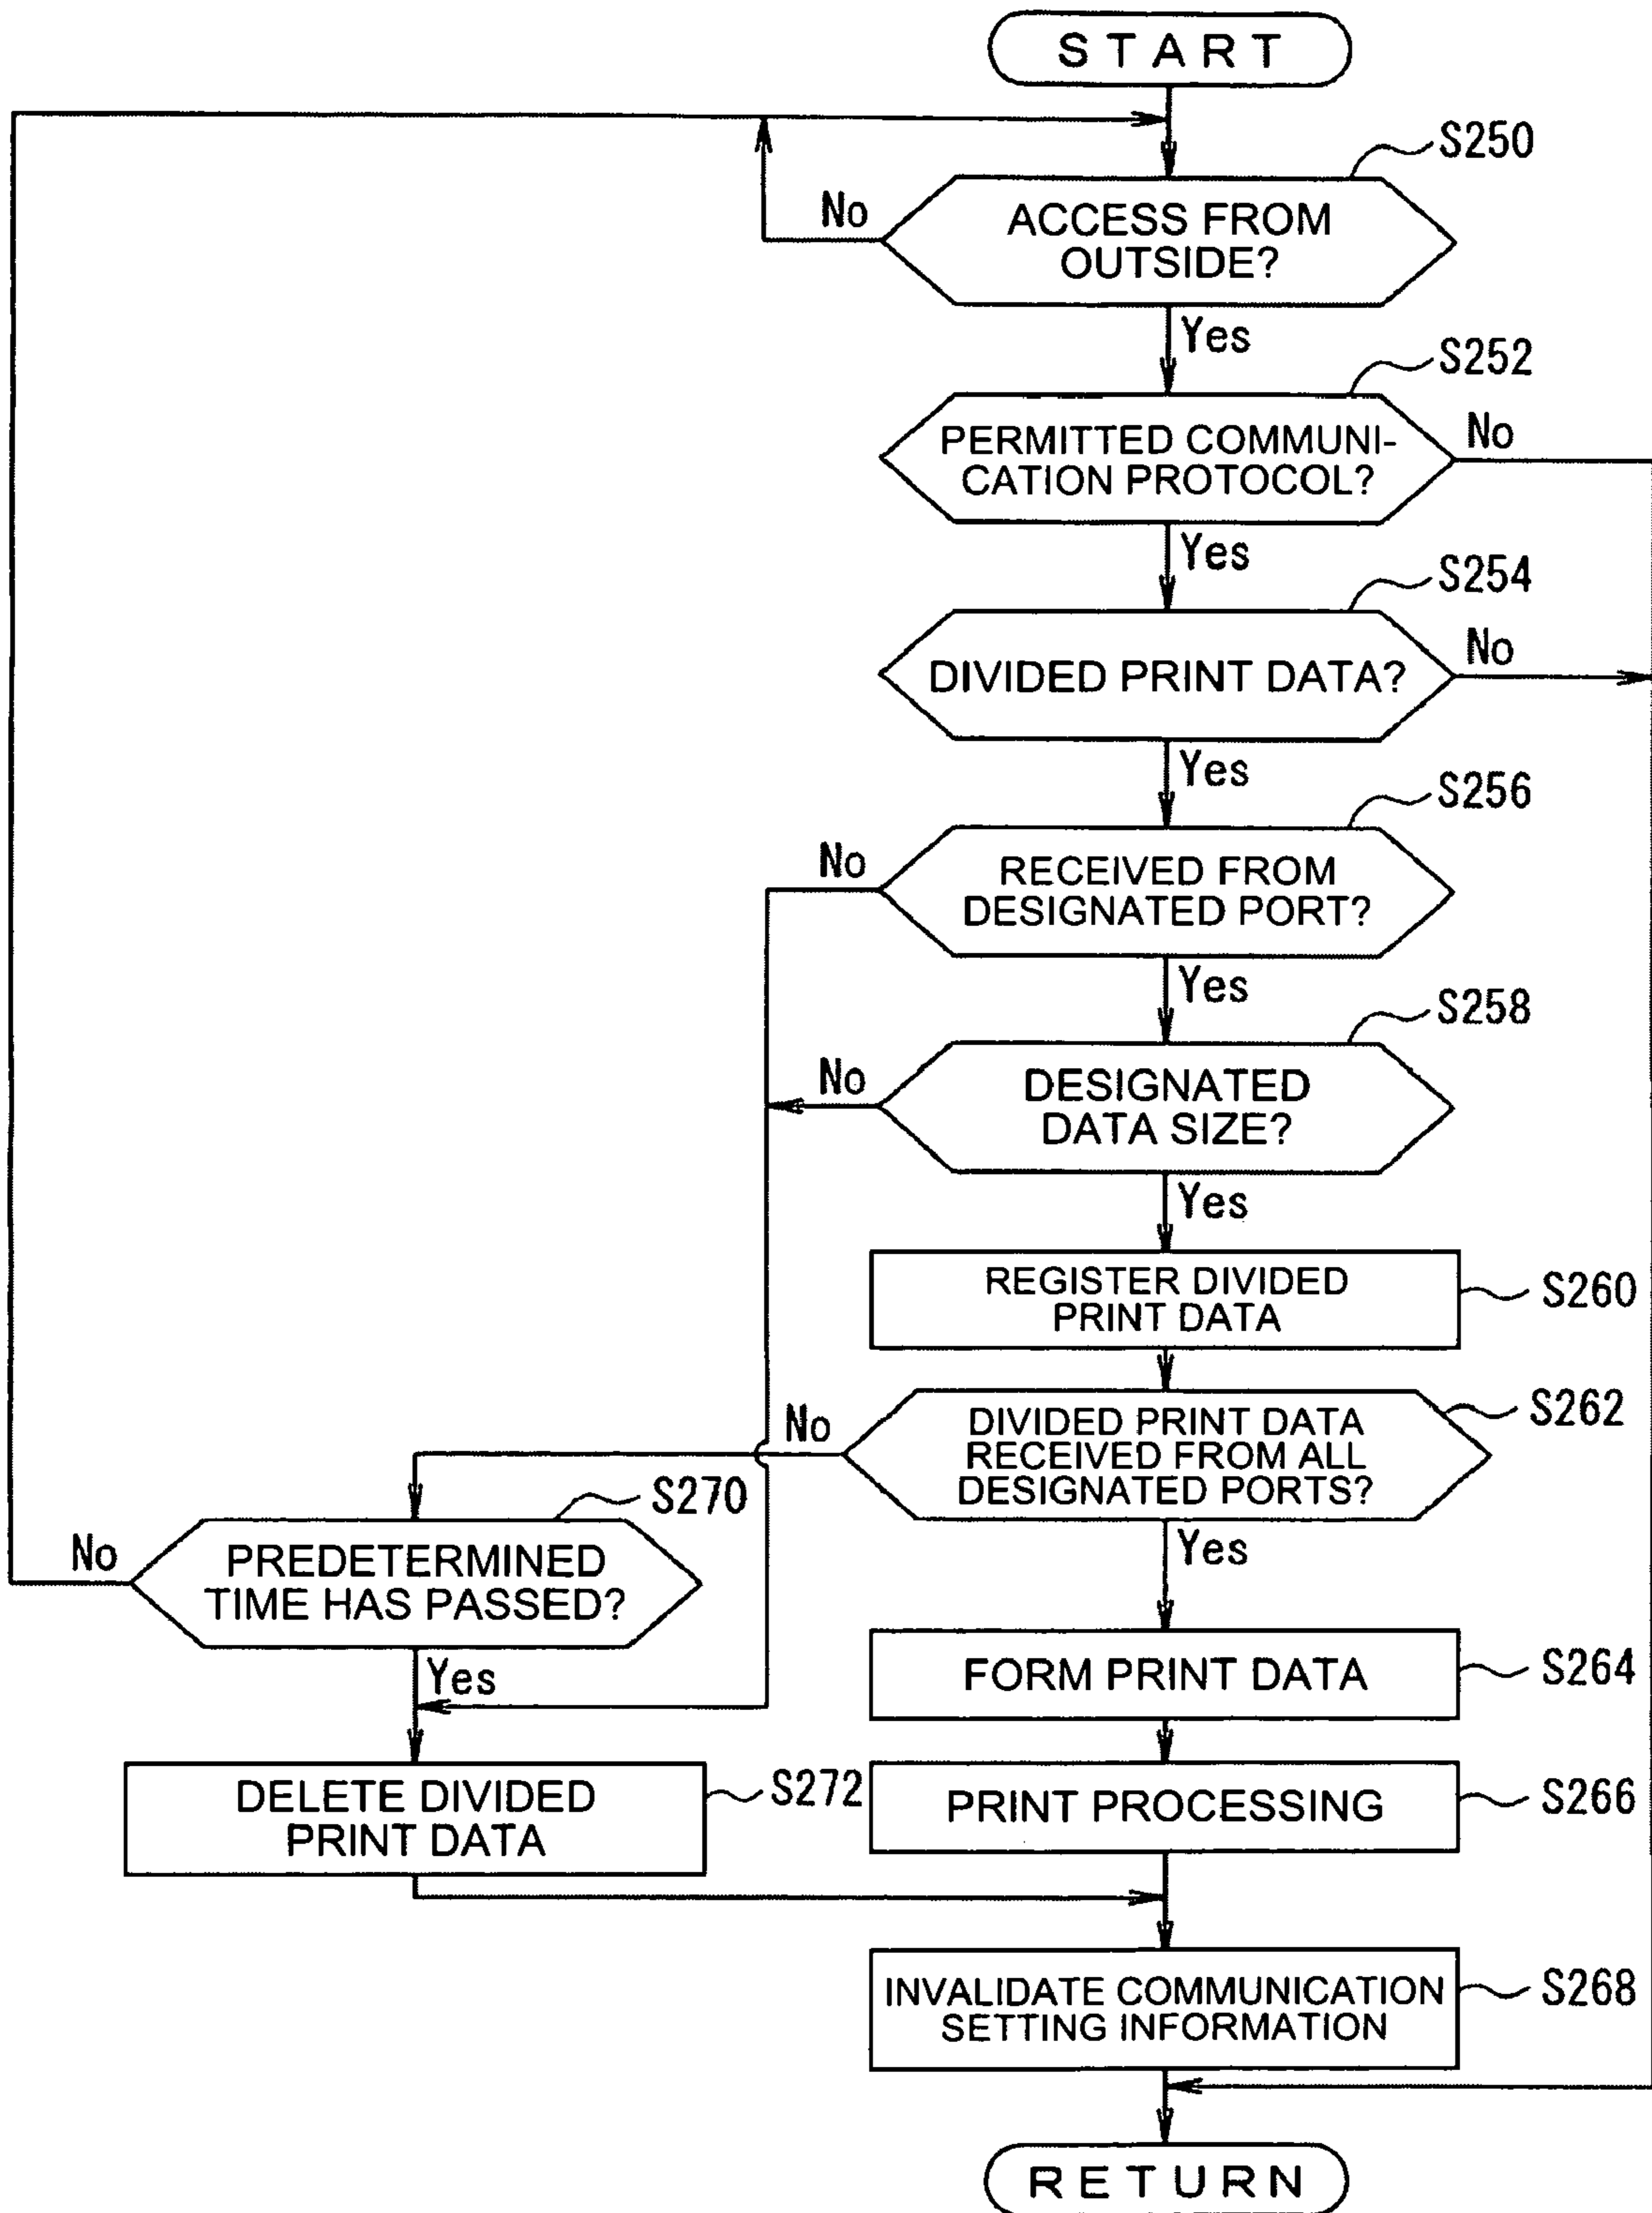 START
S250
No
ACCESS FROM
OUTSIDE?
Yes
S252
PERMITTED COMMUNI-
CATION PROTOCOL?
No
Yes
S254
DIVIDED PRINT DATA?
No
Yes
S256
No
RECEIVED FROM
DESIGNATED PORT?
Yes
S258
No
DESIGNATED
DATA SIZE?
Yes
REGISTER DIVIDED
PRINT DATA
S260
No
DIVIDED PRINT DATA
RECEIVED FROM ALL
DESIGNATED PORTS?
S262
Yes
S270
No
PREDETERMINED
TIME HAS PASSED?
Yes
FORM PRINT DATA
S264
DELETE DIVIDED
PRINT DATA
S272
PRINT PROCESSING
S266
INVALIDATE COMMUNICATION
SETTING INFORMATION
S268
RETURN